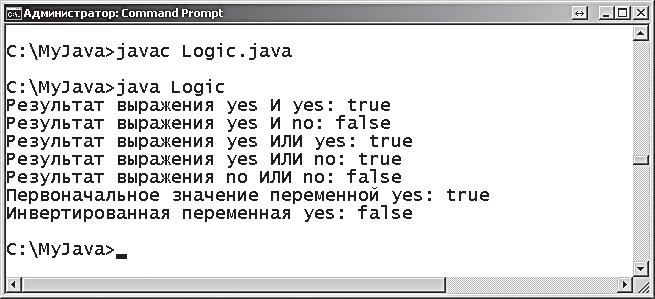 Администратор: Command Prompt
C:\MyJava>javac Logic.java
C:\MyJava>java Logic
Результат выражения yes И yes: true
Результат выражения yes И no: false
Результат выражения yes ИЛИ yes: true
Результат выражения yes ИЛИ no: true
Результат выражения no ИЛИ no: false
Первоначальное значение переменной yes: true
Инвертированная переменная yes: false
C:\MyJava>